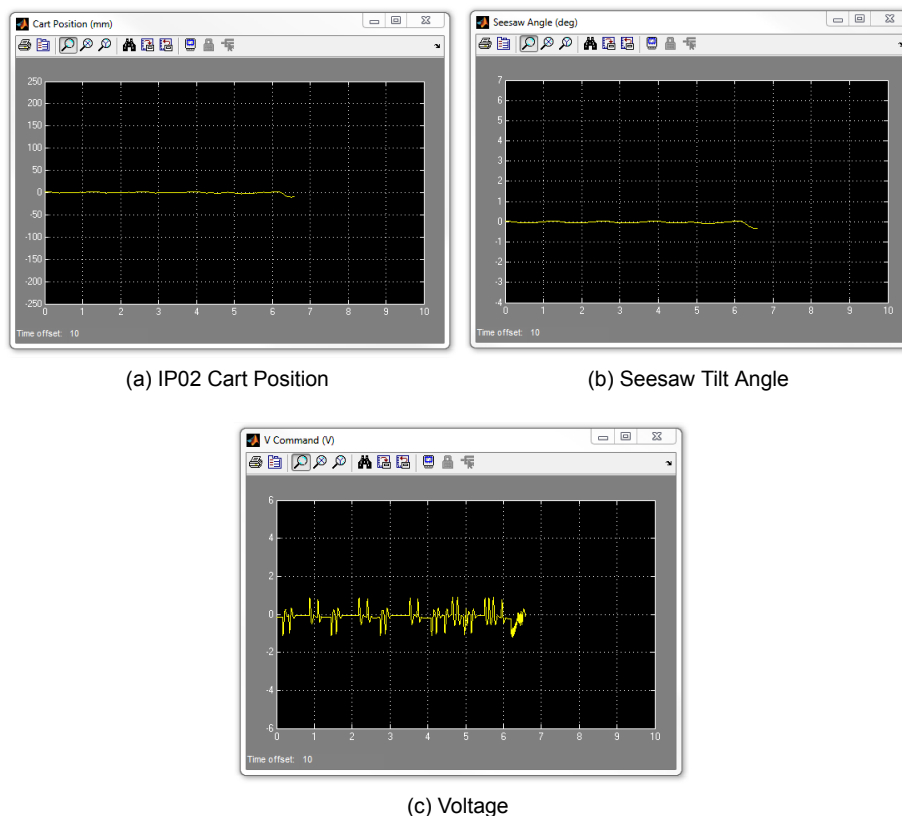 Cart Position (mm)
250
200
150
100
50
0
-50
-100
-150
-200
-250
0 1 2 3 4 5 6 7 8 9 10
Time offset: 10
(a) IP02 Cart Position
Seesaw Angle (deg)
7
6
5
4
3
2
1
0
-1
-2
-3
-4
0 1 2 3 4 5 6 7 8 9 10
Time offset: 10
(b) Seesaw Tilt Angle
V Command (V)
6
4
2
0
-2
-4
-6
0 1 2 3 4 5 6 7 8 9 10
Time offset: 10
(c) Voltage